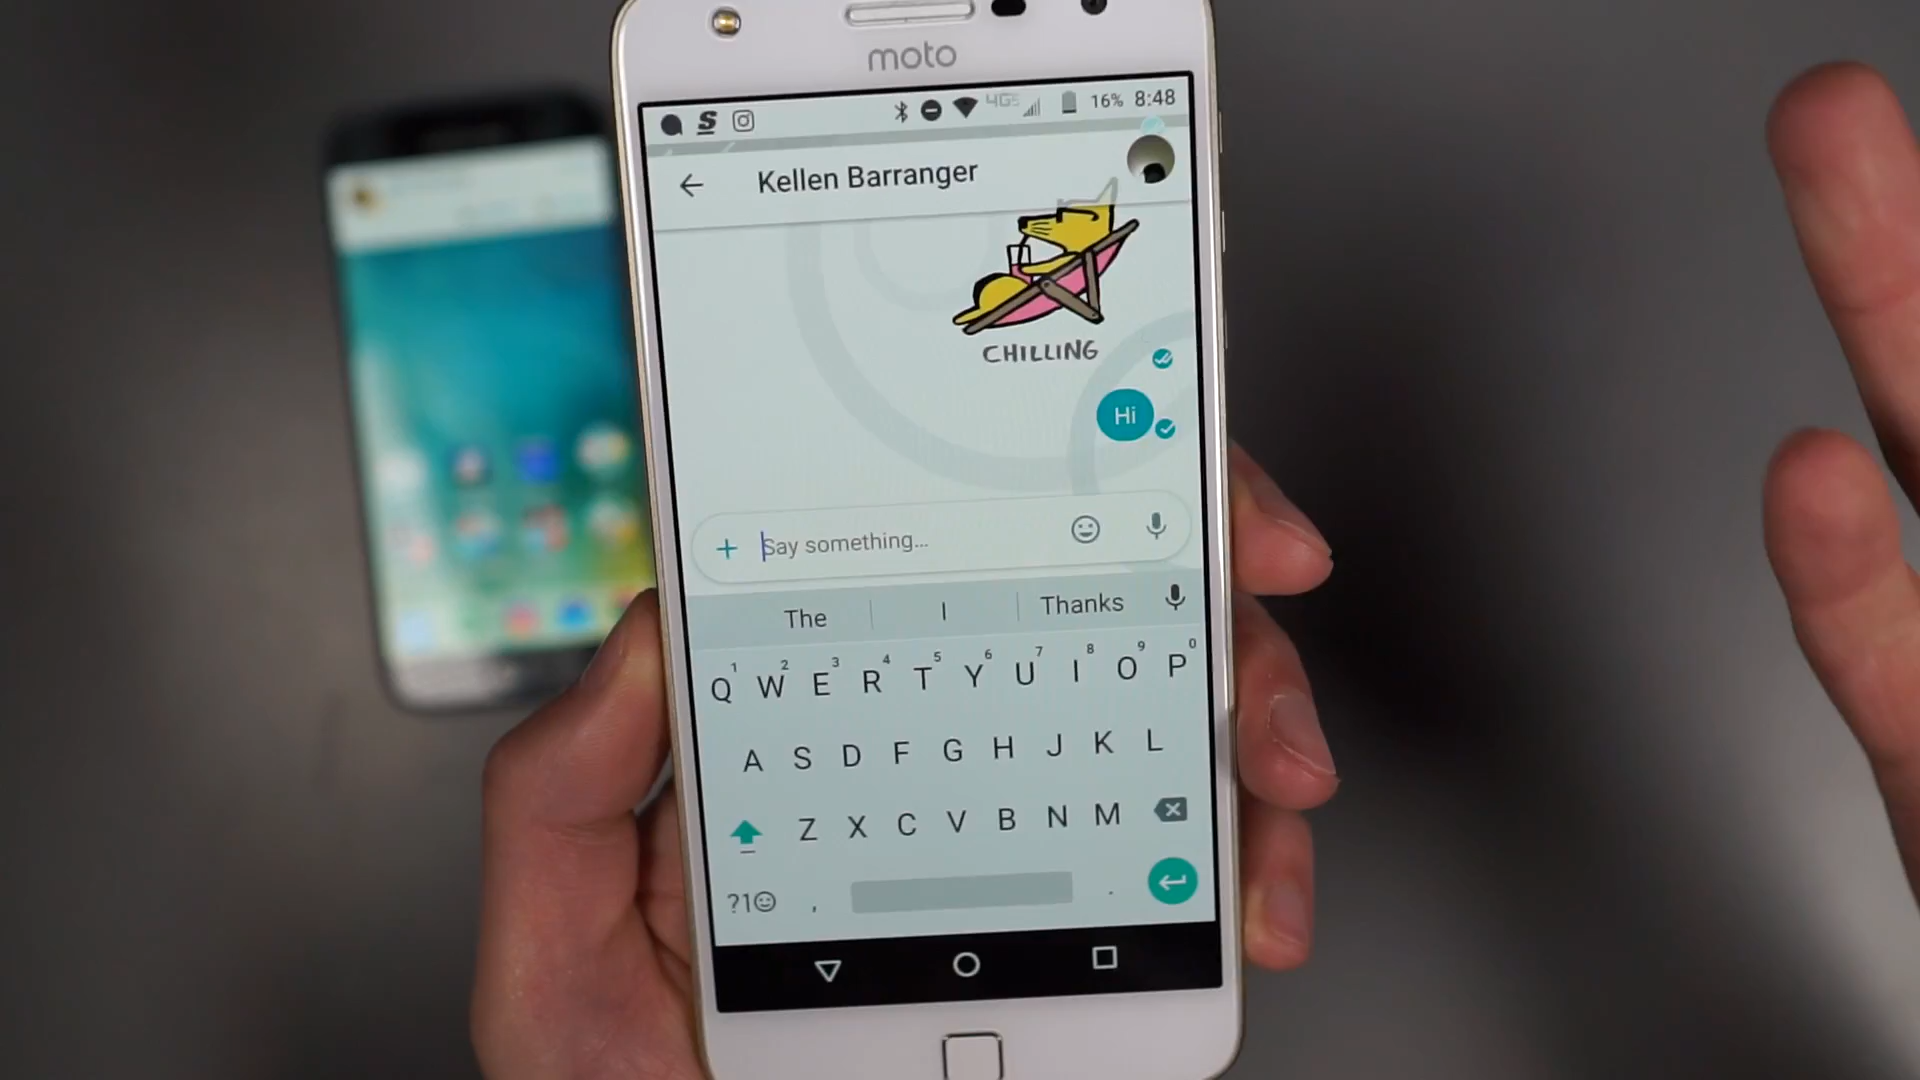 moto
S 4G 16% 8:48
Kellen Barranger
CHILLING
Hi
Say something...
The I Thanks
1 2 3 4 5 6 7 8 9 0
Q W E R T Y U I O P
A S D F G H J K L
Z X C V B N M
?1☺ , .